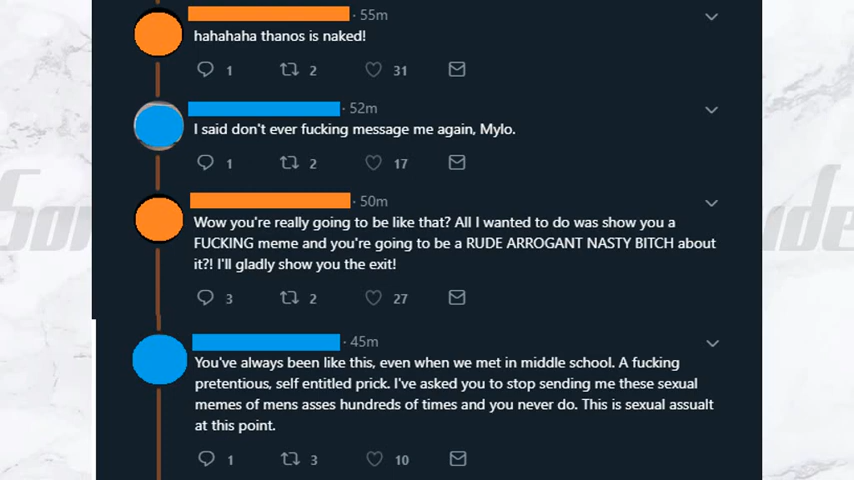 · 55m
hahahaha thanos is naked!
1 2 31
· 52m
I said don't ever fucking message me again, Mylo.
1 2 17
· 50m
Wow you're really going to be like that? All I wanted to do was show you a
FUCKING meme and you're going to be a RUDE ARROGANT NASTY BITCH about
it?! I'll gladly show you the exit!
3 2 27
· 45m
You've always been like this, even when we met in middle school. A fucking
pretentious, self entitled prick. I've asked you to stop sending me these sexual
memes of mens asses hundreds of times and you never do. This is sexual assualt
at this point.
1 3 10